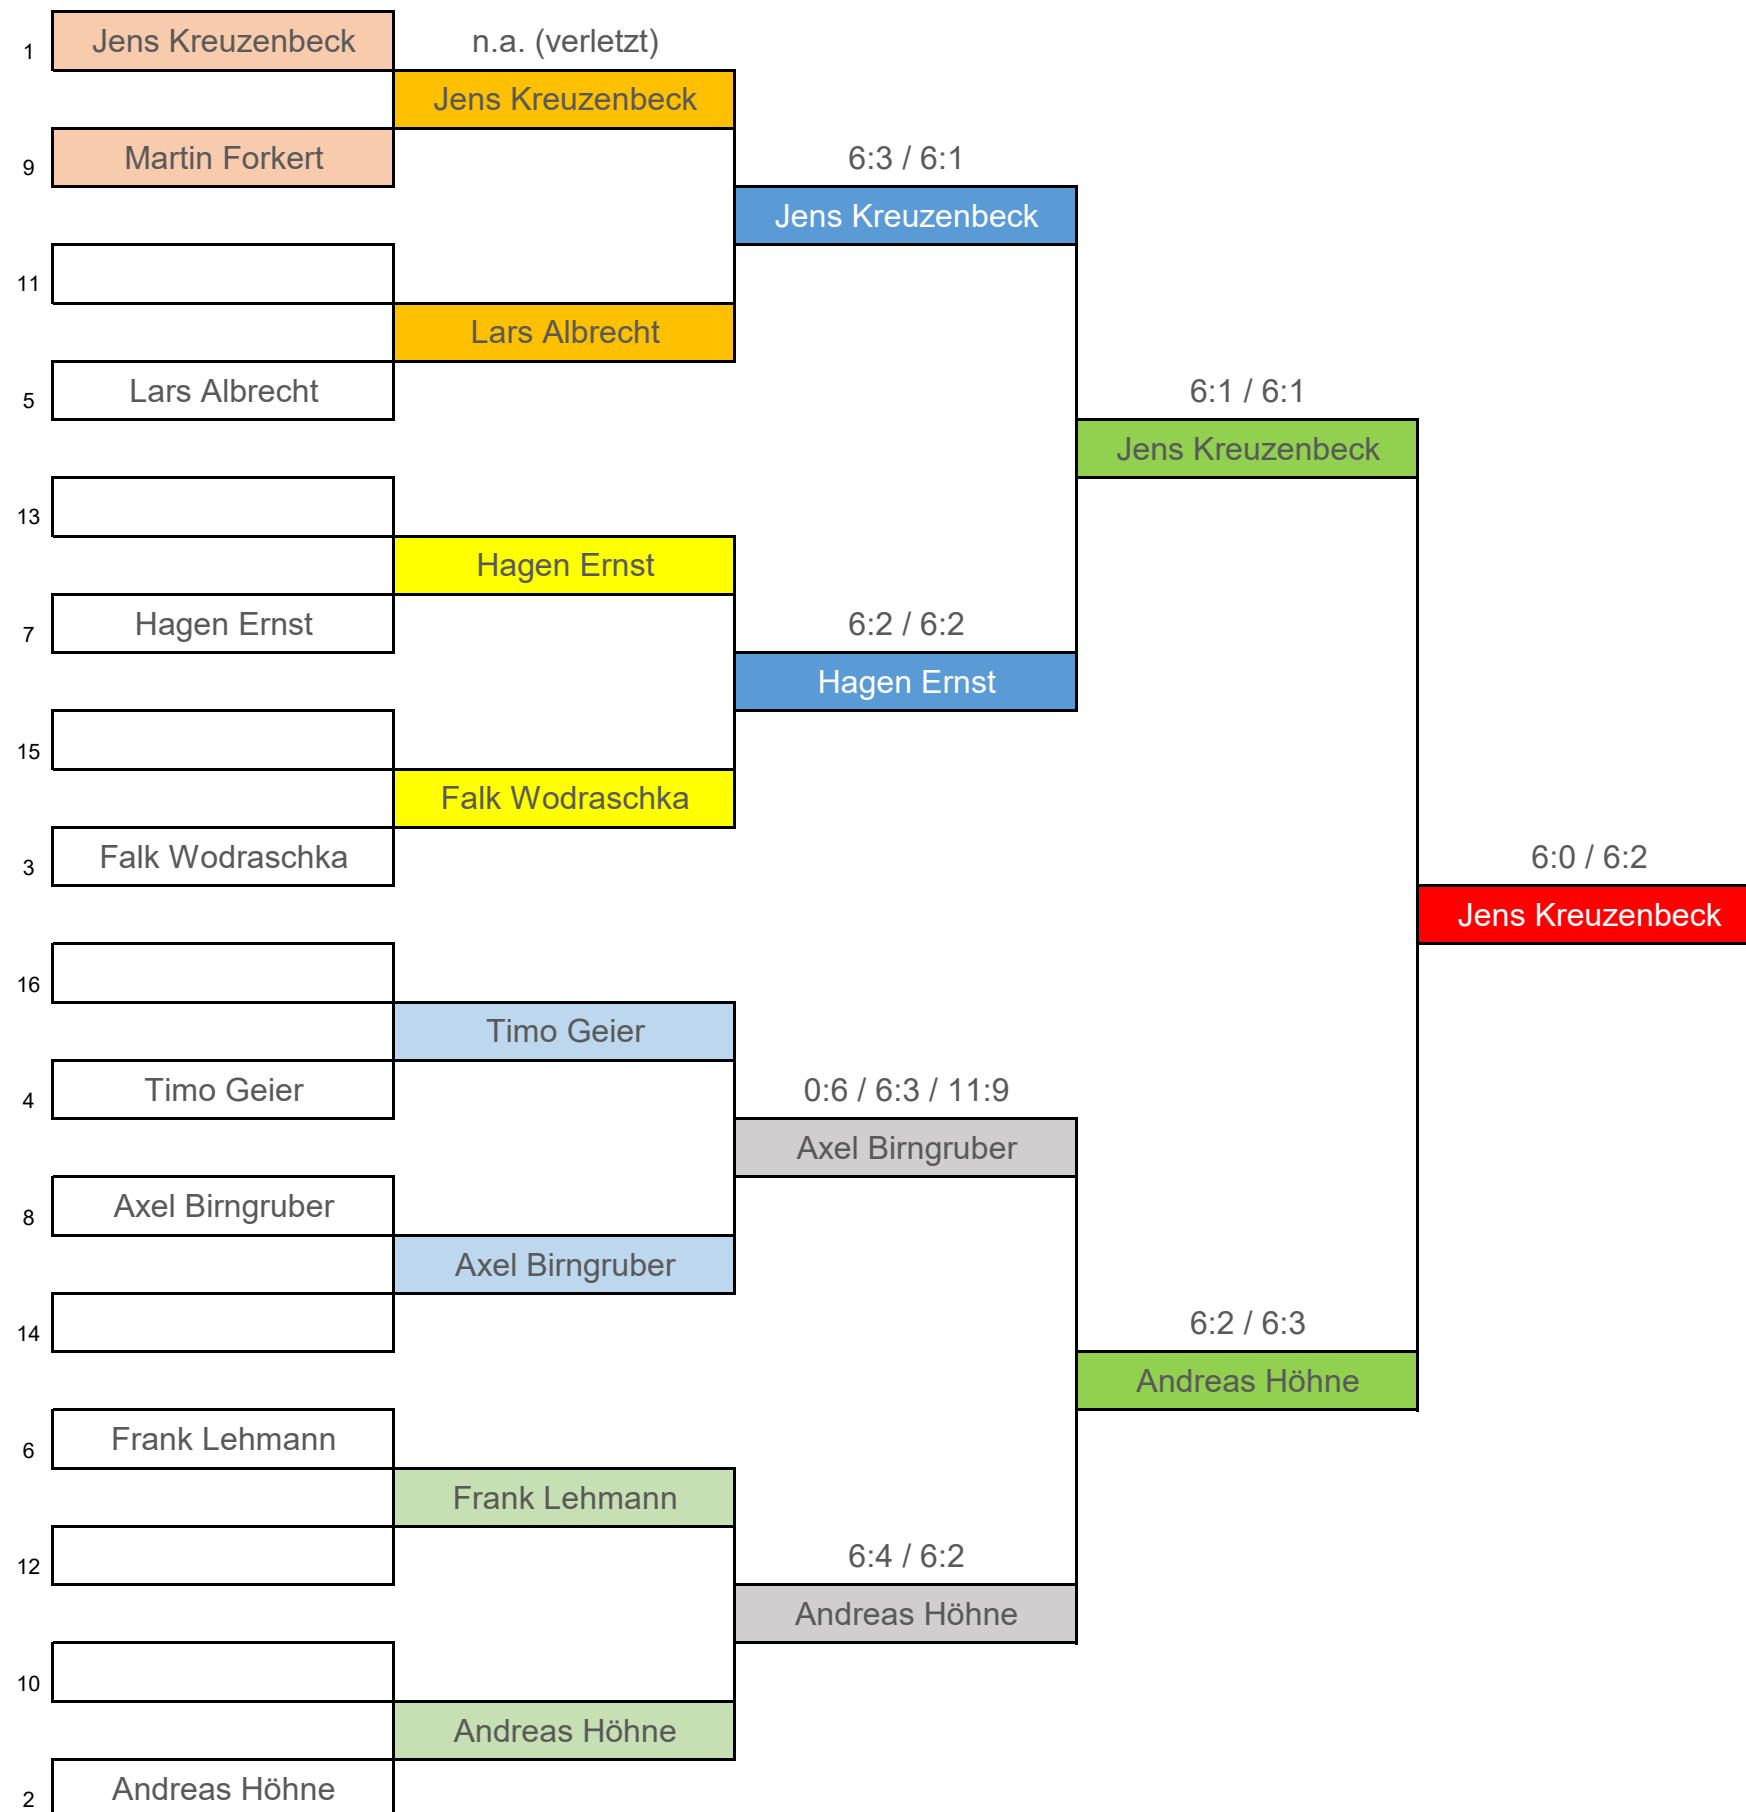 1 Jens Kreuzenbeck n.a. (verletzt)
Jens Kreuzenbeck
9 Martin Forkert 6:3 / 6:1
Jens Kreuzenbeck
11
Lars Albrecht
5 Lars Albrecht 6:1 / 6:1
Jens Kreuzenbeck
13
Hagen Ernst
7 Hagen Ernst 6:2 / 6:2
Hagen Ernst
15
Falk Wodraschka
3 Falk Wodraschka 6:0 / 6:2
Jens Kreuzenbeck
16
Timo Geier
4 Timo Geier 0:6 / 6:3 / 11:9
Axel Birngruber
8 Axel Birngruber
Axel Birngruber
14 6:2 / 6:3
Andreas Höhne
6 Frank Lehmann
Frank Lehmann
12 6:4 / 6:2
Andreas Höhne
10
Andreas Höhne
2 Andreas Höhne